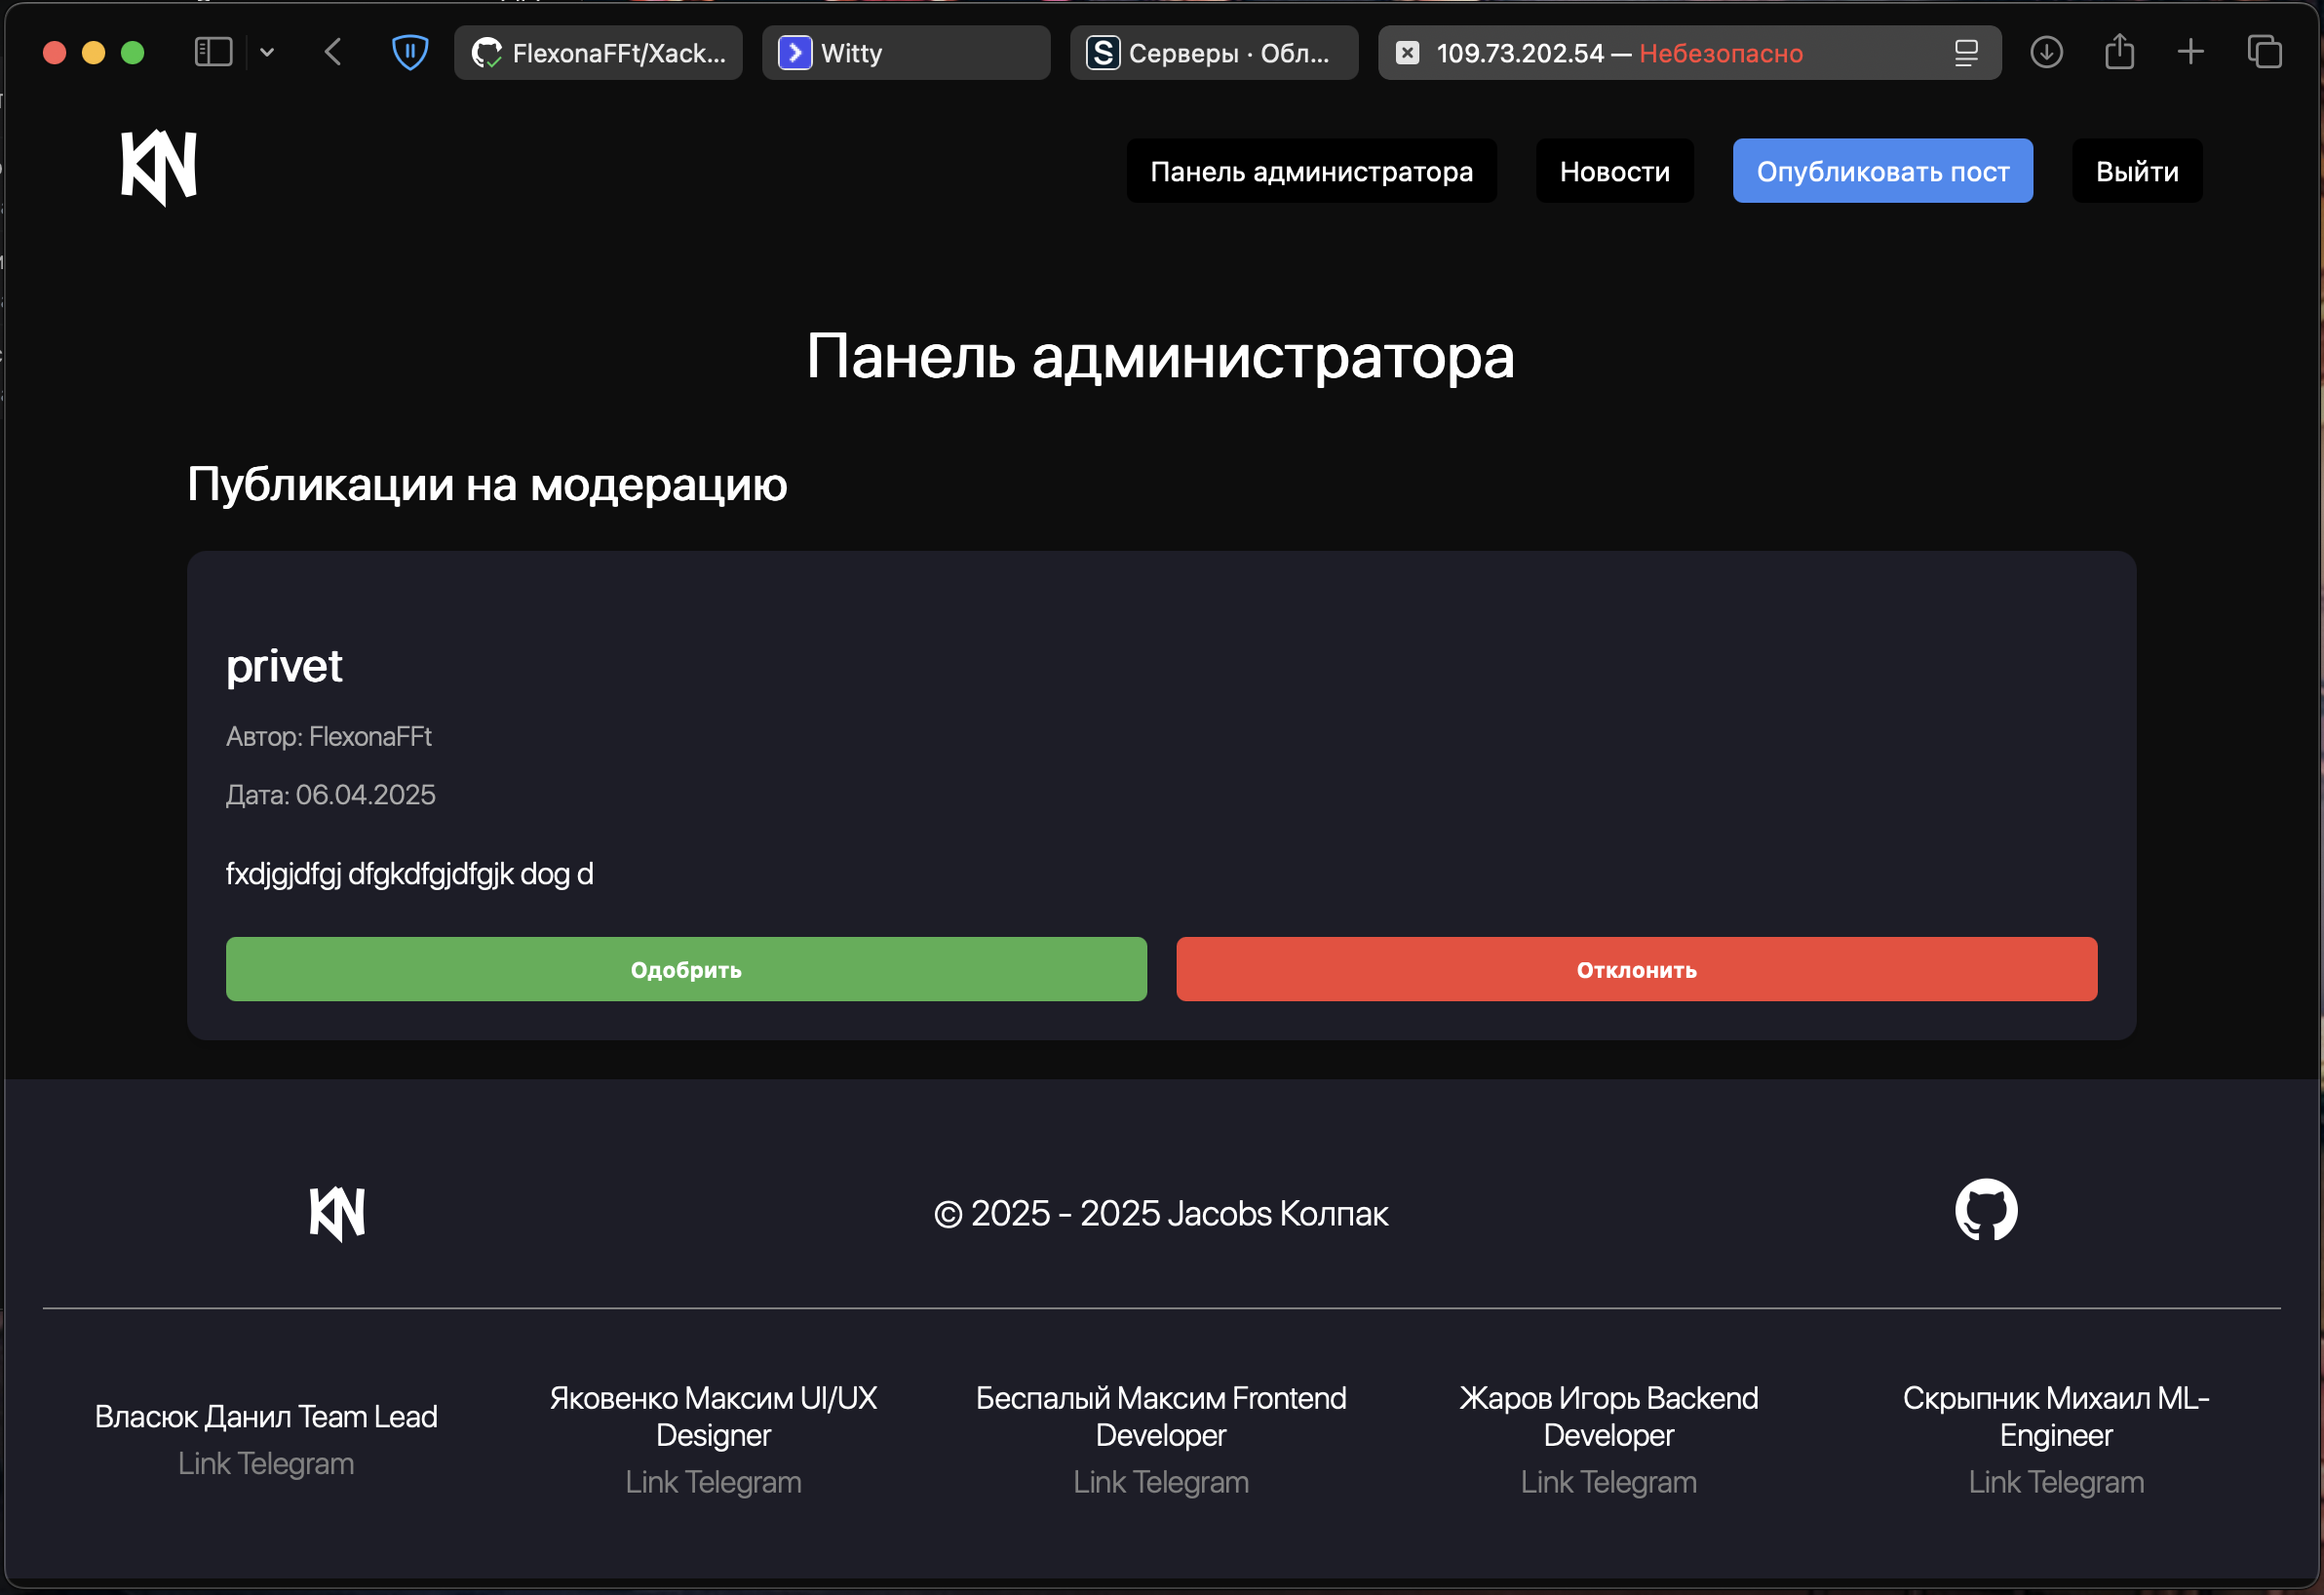 FlexonaFFt/Xack...
Witty
Серверы · Обл...
109.73.202.54 — Небезопасно
KN
Панель администратора
Новости
Опубликовать пост
Выйти
Панель администратора
Публикации на модерацию
privet
Автор: FlexonaFFt
Дата: 06.04.2025
fxdjgjdfgj dfgkdfgjdfgjk dog d
Одобрить
Отклонить
KN
© 2025 - 2025 Jacobs Колпак
Власюк Данил Team Lead
Link Telegram
Яковенко Максим UI/UX
Designer
Link Telegram
Беспалый Максим Frontend
Developer
Link Telegram
Жаров Игорь Backend
Developer
Link Telegram
Скрыпник Михаил ML-
Engineer
Link Telegram